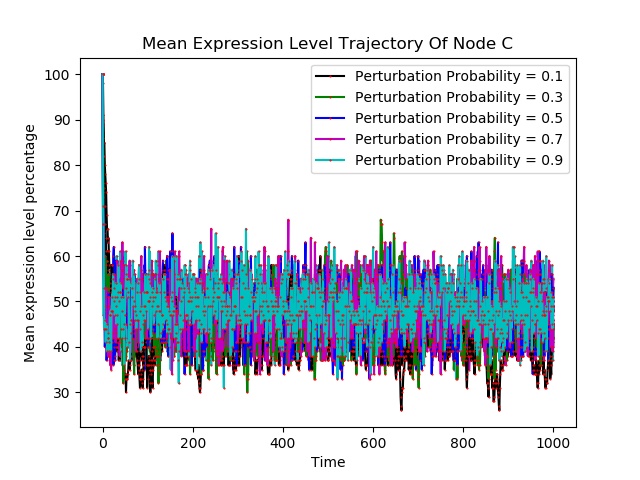 Mean Expression Level Trajectory Of Node C
Perturbation Probability = 0.1
Perturbation Probability = 0.3
Perturbation Probability = 0.5
Perturbation Probability = 0.7
Perturbation Probability = 0.9
Mean expression level percentage
100
90
80
70
60
50
40
30
0 200 400 600 800 1000
Time